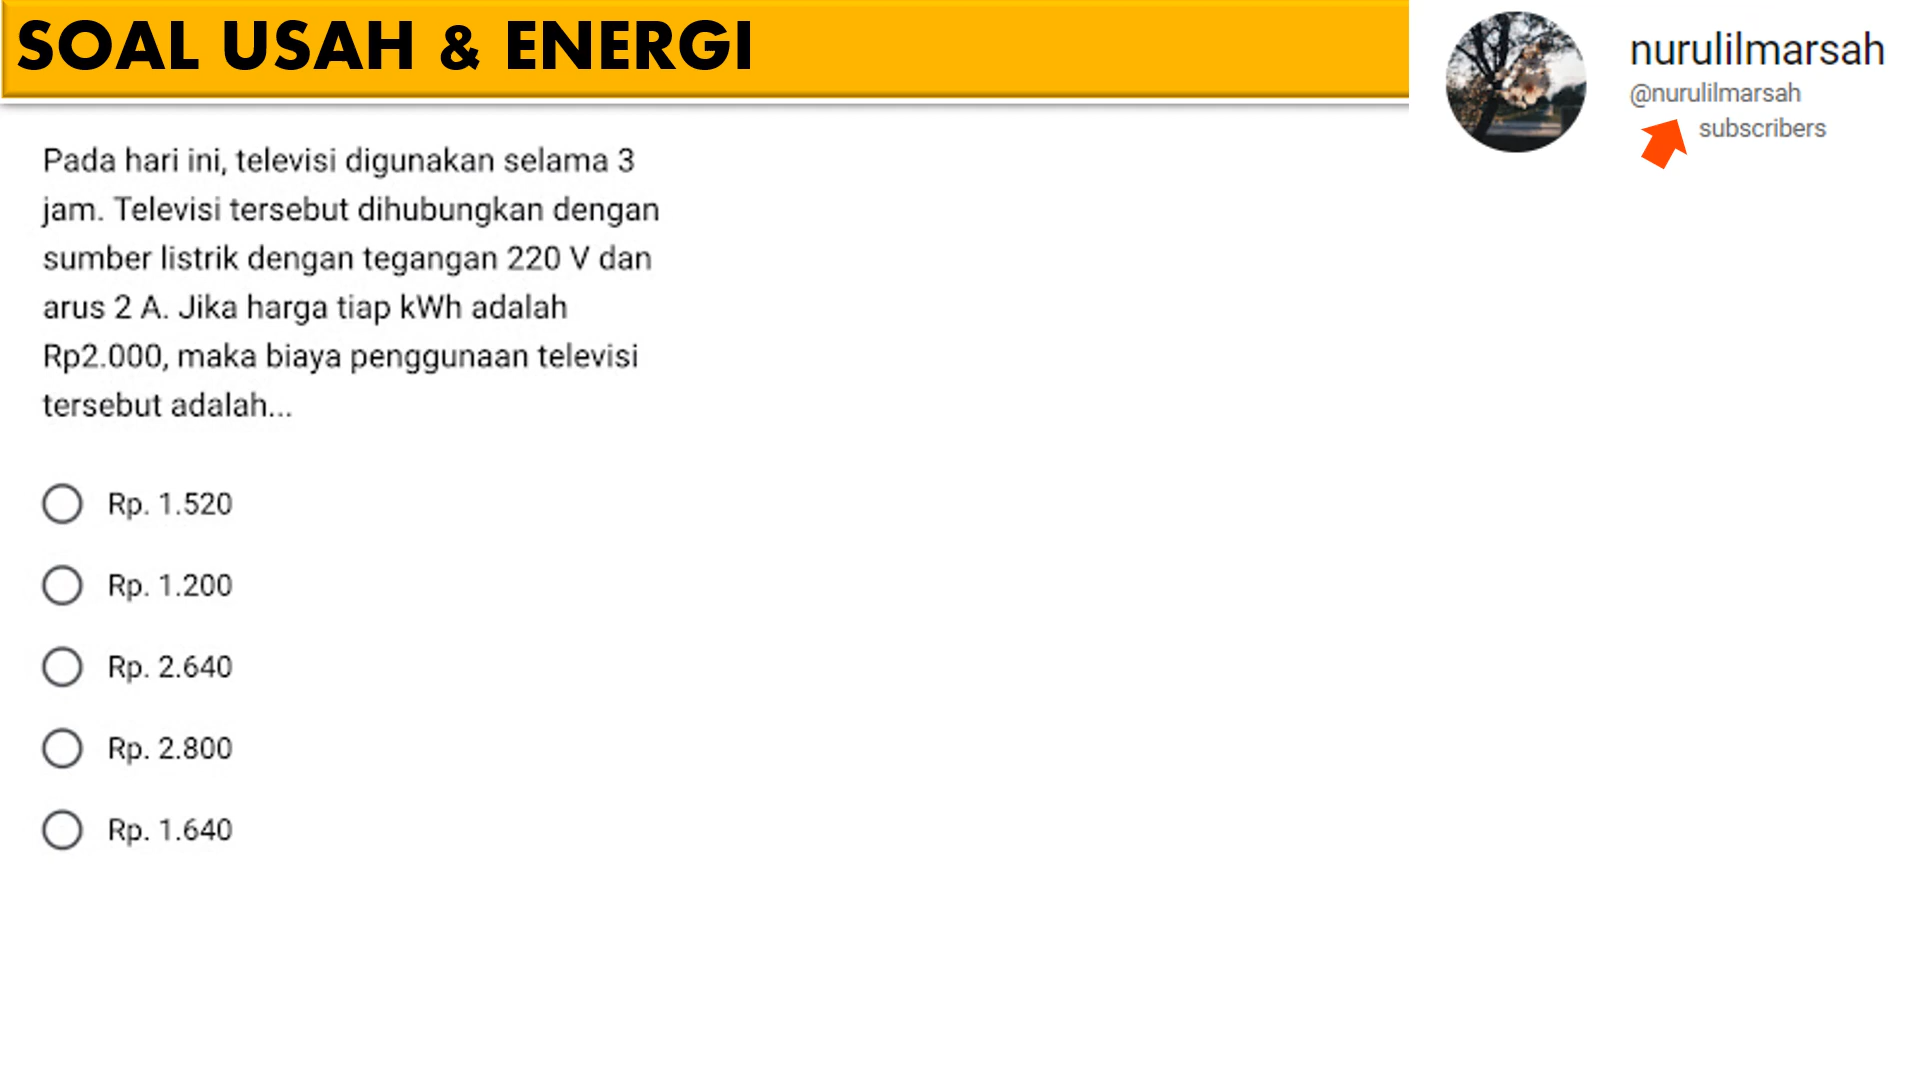 SOAL USAH & ENERGI
nurulilmarsah
@nurulilmarsah
subscribers
Pada hari ini, televisi digunakan selama 3
jam. Televisi tersebut dihubungkan dengan
sumber listrik dengan tegangan 220 V dan
arus 2 A. Jika harga tiap kWh adalah
Rp2.000, maka biaya penggunaan televisi
tersebut adalah...
Rp. 1.520
Rp. 1.200
Rp. 2.640
Rp. 2.800
Rp. 1.640